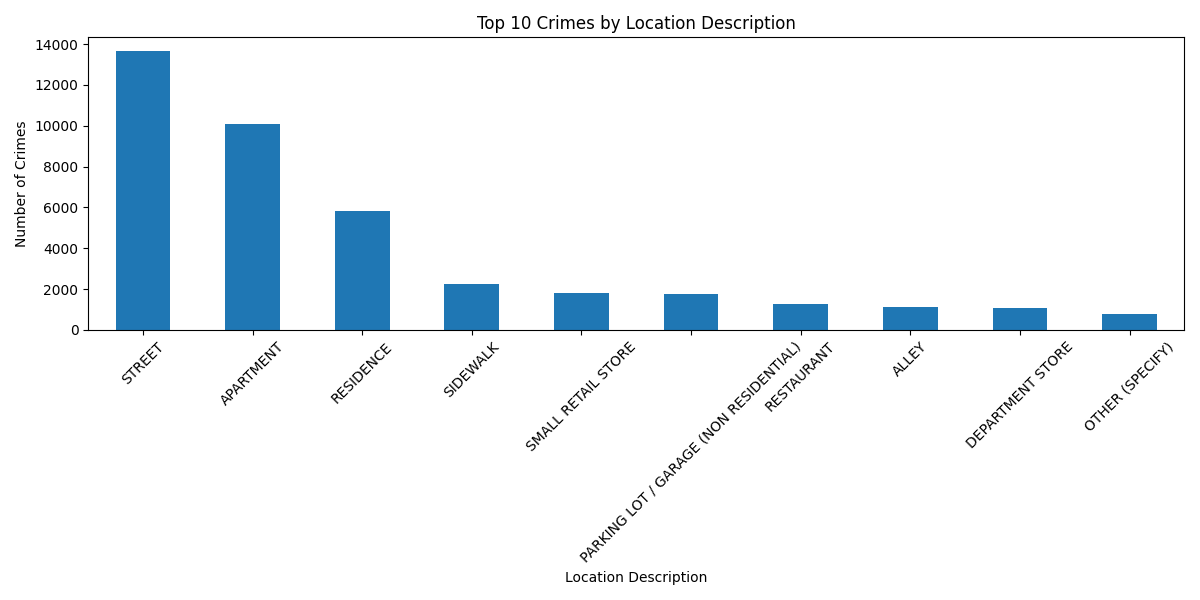 Top 10 Crimes by Location Description
Number of Crimes
14000
12000
10000
8000
6000
4000
2000
0
STREET
APARTMENT
RESIDENCE
SIDEWALK
SMALL RETAIL STORE
PARKING LOT / GARAGE (NON RESIDENTIAL)
RESTAURANT
ALLEY
DEPARTMENT STORE
OTHER (SPECIFY)
Location Description